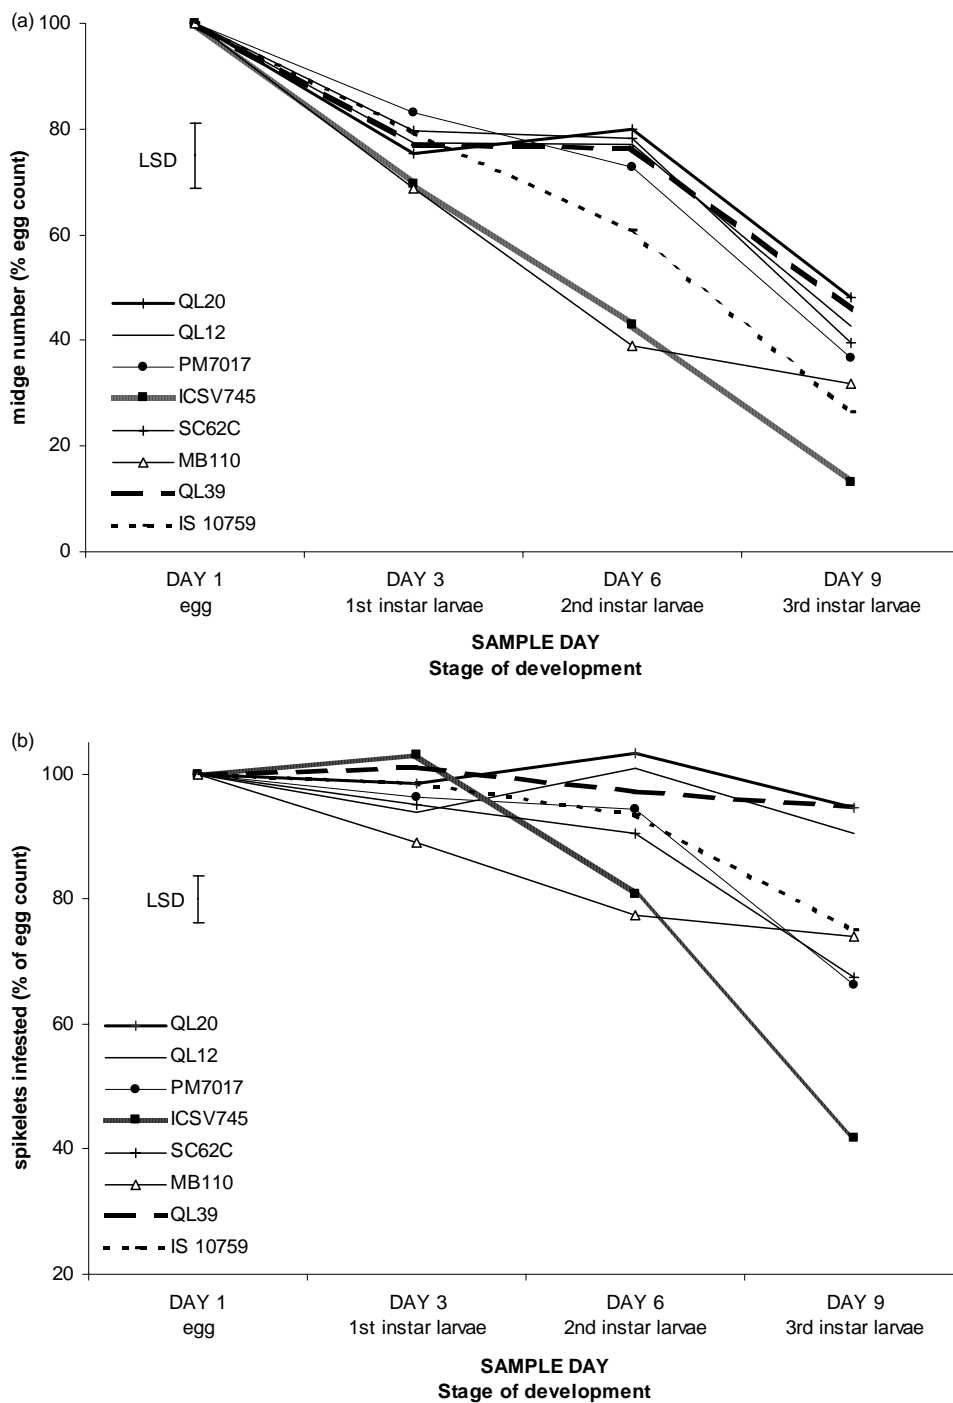 (a)
100
80
60
40
20
0
midge number (% egg count)
LSD
QL20
QL12
PM7017
ICSV745
SC62C
MB110
QL39
IS 10759
DAY 1 DAY 3 DAY 6 DAY 9
egg 1st instar larvae 2nd instar larvae 3rd instar larvae
SAMPLE DAY
Stage of development
(b)
100
80
60
40
20
spikelets infested (% of egg count)
LSD
QL20
QL12
PM7017
ICSV745
SC62C
MB110
QL39
IS 10759
DAY 1 DAY 3 DAY 6 DAY 9
egg 1st instar larvae 2nd instar larvae 3rd instar larvae
SAMPLE DAY
Stage of development